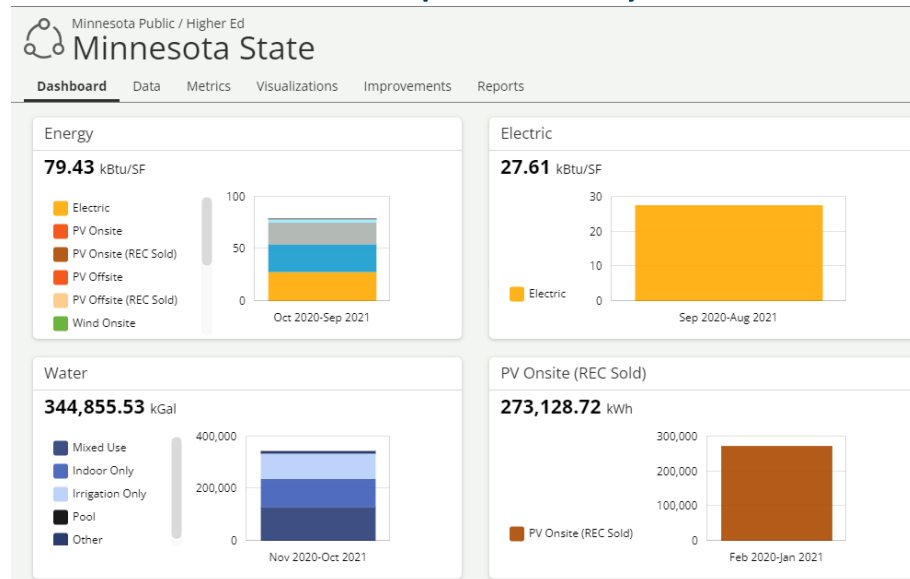 Minnesota Public / Higher Ed
Minnesota State
Dashboard Data Metrics Visualizations Improvements Reports
Energy
79.43 kBtu/SF
Electric
PV Onsite
PV Onsite (REC Sold)
PV Offsite
PV Offsite (REC Sold)
Wind Onsite
100
50
0
Oct 2020-Sep 2021
Electric
27.61 kBtu/SF
Electric
30
20
10
0
Sep 2020-Aug 2021
Water
344,855.53 kGal
Mixed Use
Indoor Only
Irrigation Only
Pool
Other
400,000
200,000
0
Nov 2020-Oct 2021
PV Onsite (REC Sold)
273,128.72 kWh
PV Onsite (REC Sold)
300,000
200,000
100,000
0
Feb 2020-Jan 2021